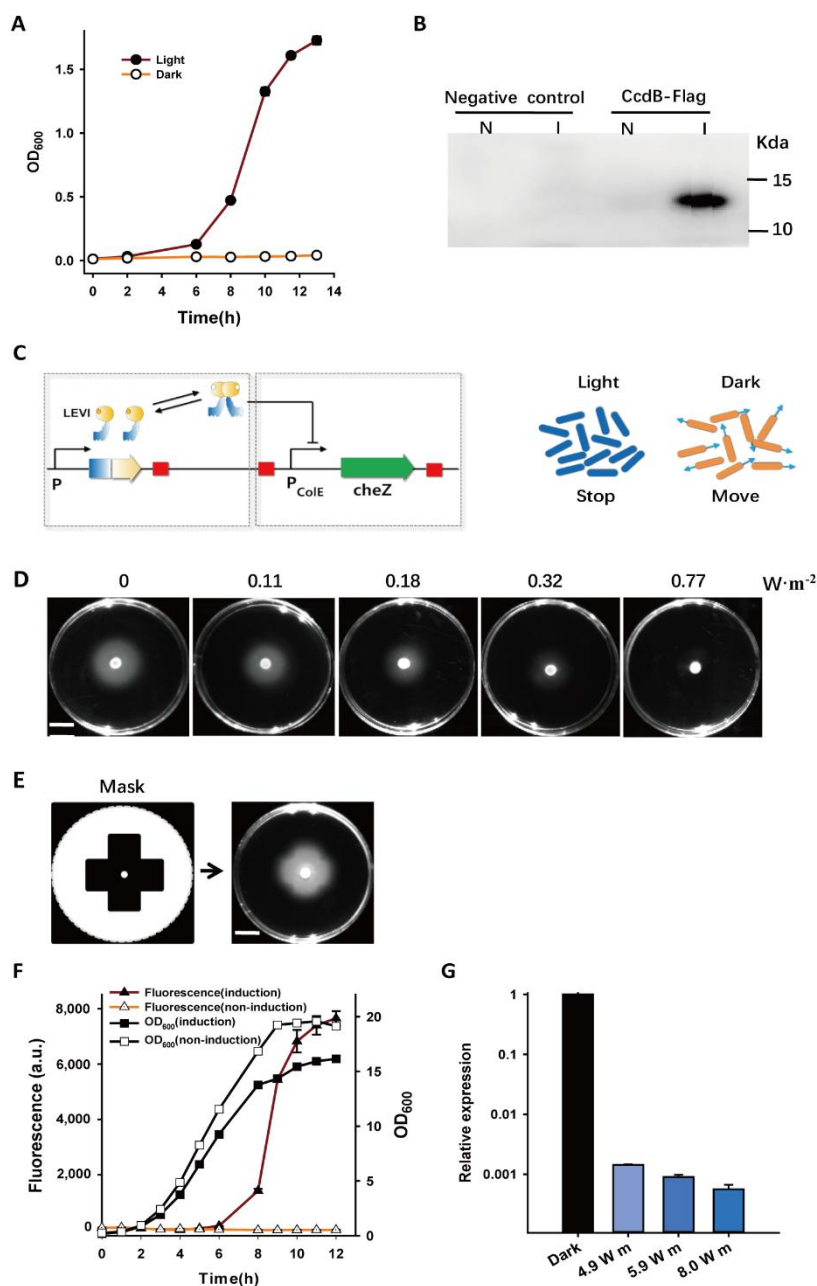 A
Light
Dark
OD600
1.5
1.0
0.5
0.0
0 2 4 6 8 10 12 14
Time(h)
B
Negative control CcdB-Flag
N I N I
Kda
15
10
C
LEVI
P
PColE
cheZ
Light Dark
Stop Move
D
0 0.11 0.18 0.32 0.77 W·m-2
E
Mask
F
Fluorescence(induction)
Fluorescence(non-induction)
OD600(induction)
OD600(non-induction)
Fluorescence (a.u.)
8,000
6,000
4,000
2,000
0
20
15
10
5
0
OD600
0 2 4 6 8 10 12
Time(h)
G
Relative expression
1
0.1
0.01
0.001
Dark
4.9 W m
5.9 W m
8.0 W m